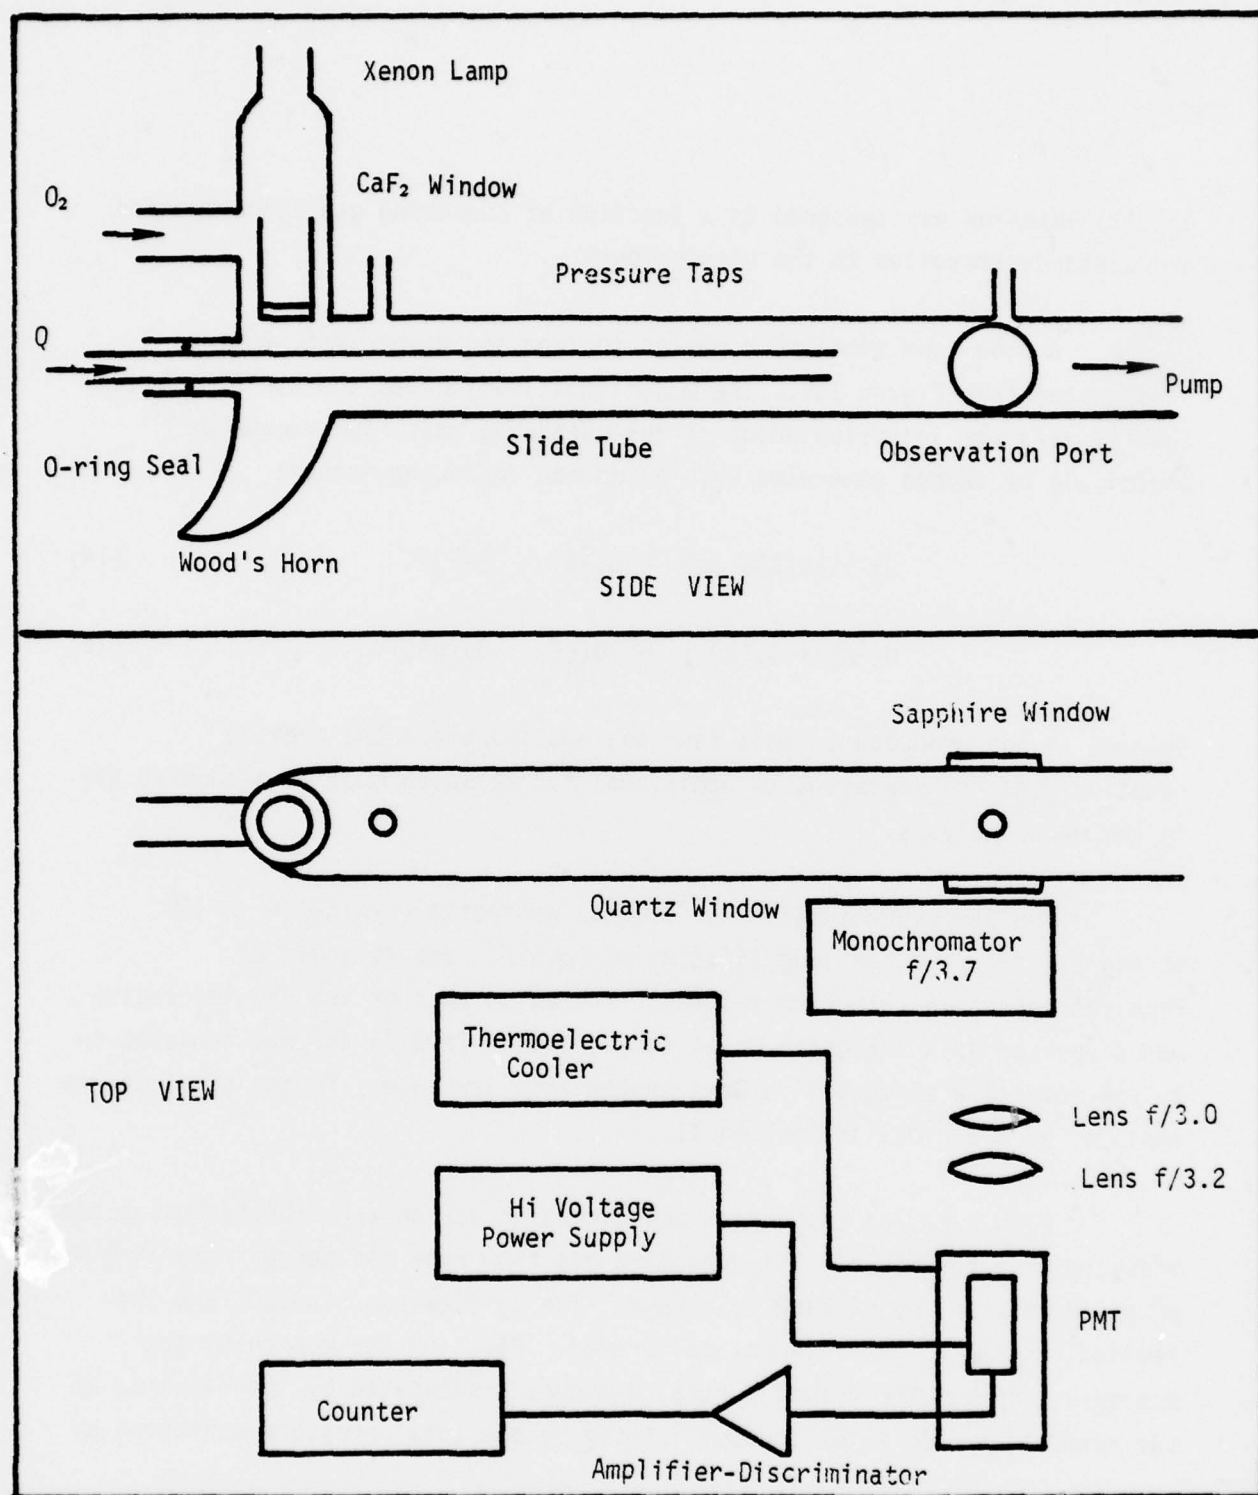 Xenon Lamp
CaF₂ Window
O₂
Pressure Taps
Q
Pump
O-ring Seal
Slide Tube
Observation Port
Wood's Horn
SIDE VIEW
Sapphire Window
Quartz Window
Monochromator
f/3.7
Thermoelectric
Cooler
TOP VIEW
Lens f/3.0
Lens f/3.2
Hi Voltage
Power Supply
PMT
Counter
Amplifier-Discriminator